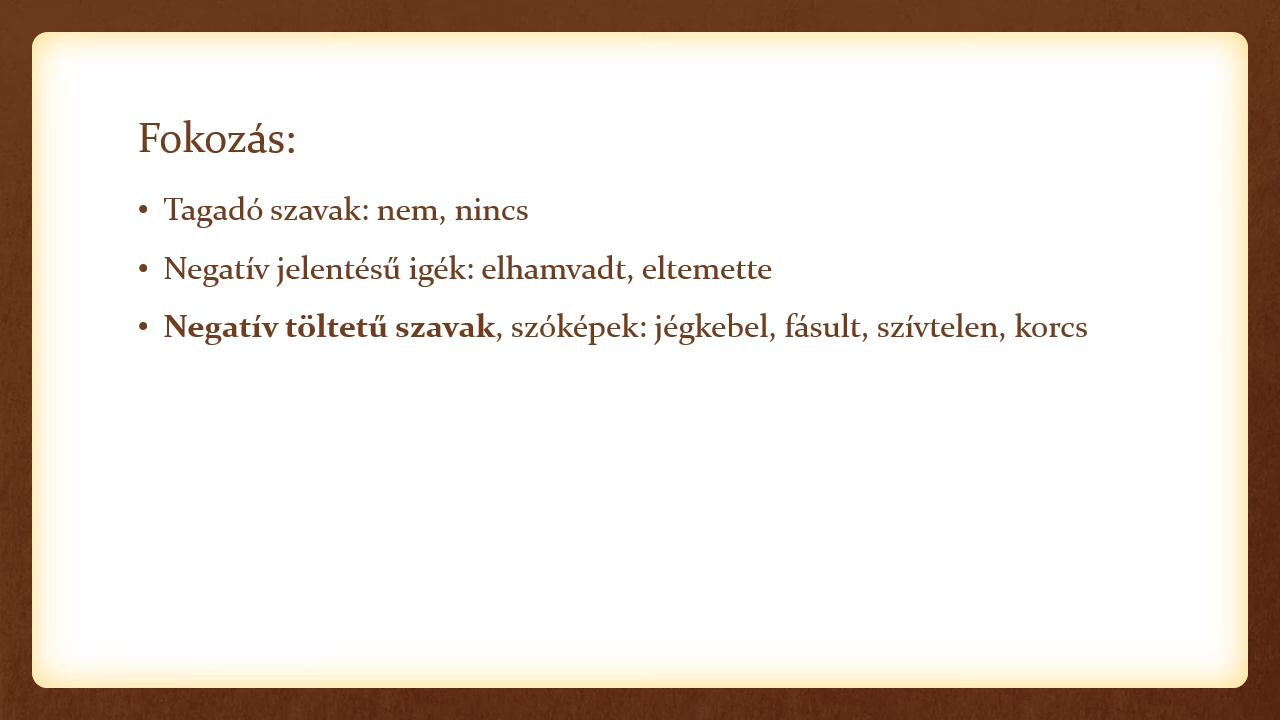 Fokozás:
• Tagadó szavak: nem, nincs
• Negatív jelentésű igék: elhamvadt, eltemette
• Negatív töltetű szavak, szóképek: jégkebel, fásult, szívtelen, korcs